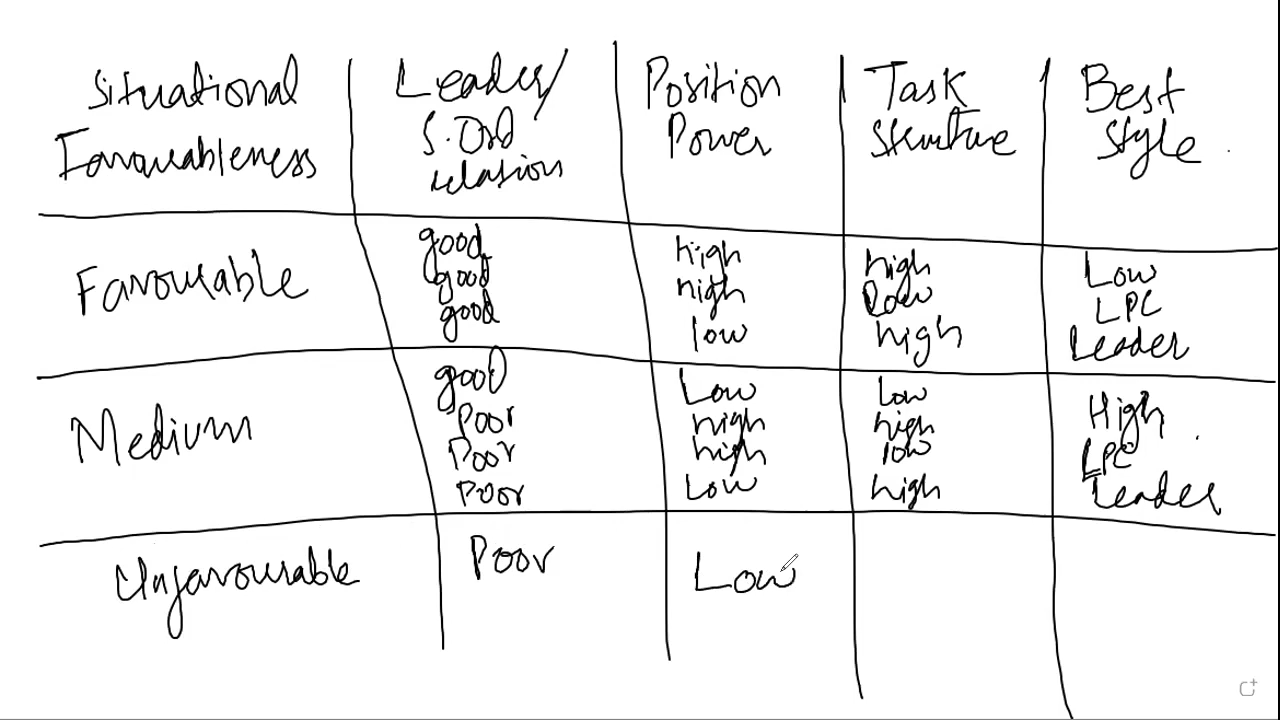 Situational Favourableness
Leader/ S.Ord relation
Position Power
Task Structure
Best Style
Favourable
good high high
good high low
good low high
Low LPC Leader
Medium
good Low Low
Poor high high
Poor high low
Poor Low high
High LPC Leader
Unfavourable Poor Low